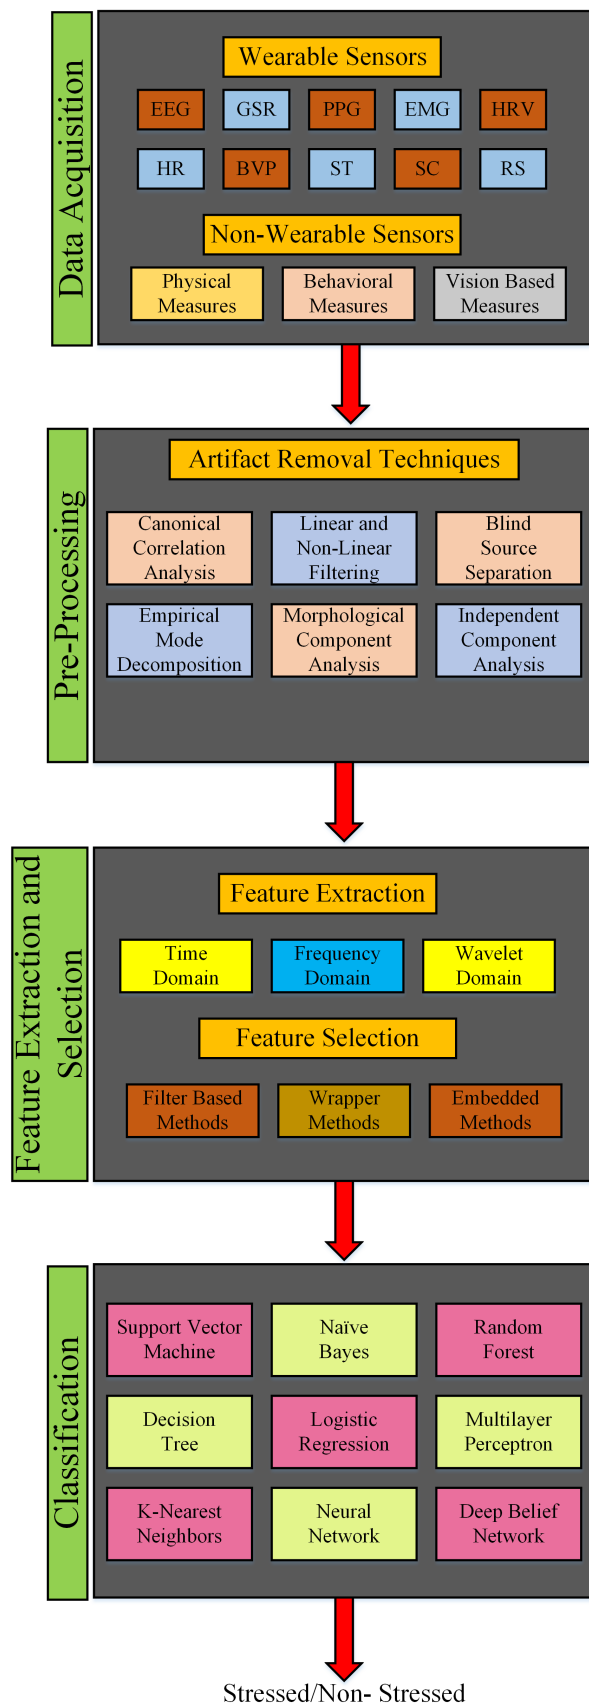 Data Acquisition
Wearable Sensors
EEG GSR PPG EMG HRV
HR BVP ST SC RS
Non-Wearable Sensors
Physical
Measures
Behavioral
Measures
Vision Based
Measures
Pre-Processing
Artifact Removal Techniques
Canonical
Correlation
Analysis
Linear and
Non-Linear
Filtering
Blind
Source
Separation
Empirical
Mode
Decomposition
Morphological
Component
Analysis
Independent
Component
Analysis
Feature Extraction and
Selection
Feature Extraction
Time
Domain
Frequency
Domain
Wavelet
Domain
Feature Selection
Filter Based
Methods
Wrapper
Methods
Embedded
Methods
Classification
Support Vector
Machine
Naïve
Bayes
Random
Forest
Decision
Tree
Logistic
Regression
Multilayer
Perceptron
K-Nearest
Neighbors
Neural
Network
Deep Belief
Network
Stressed/Non- Stressed